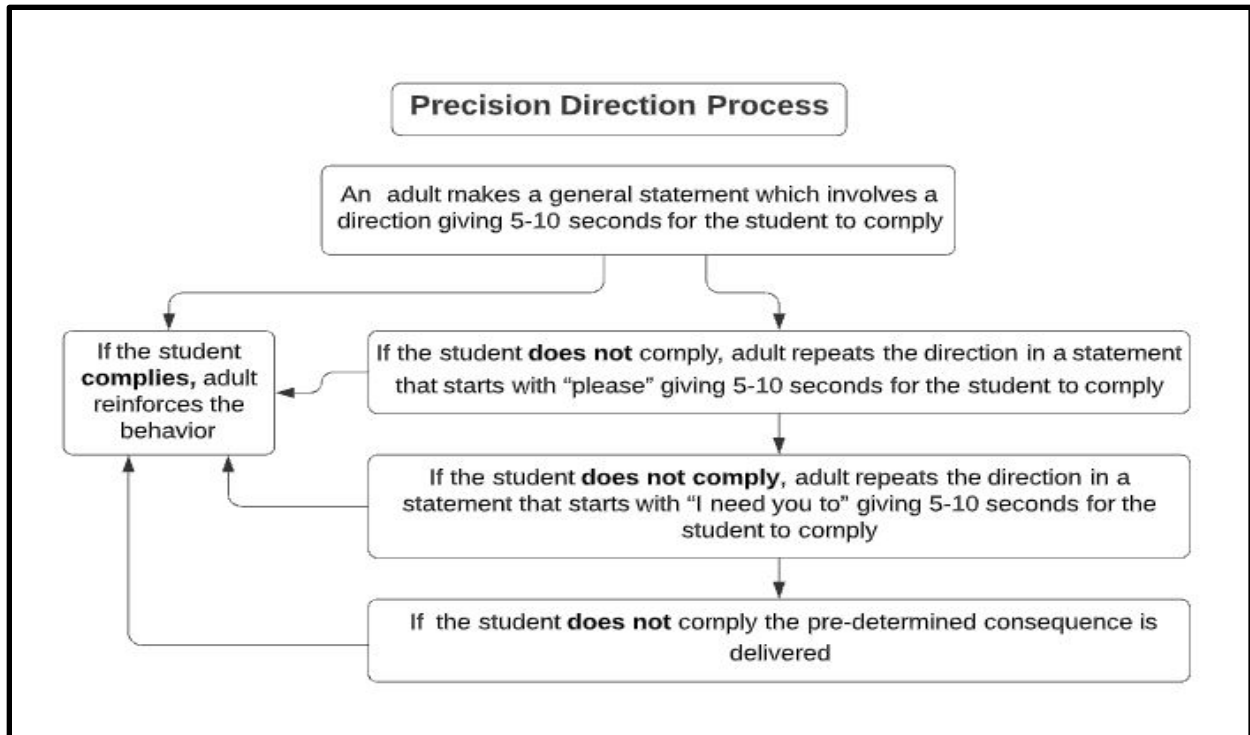 Precision Direction Process
An adult makes a general statement which involves a
direction giving 5-10 seconds for the student to comply
If the student
complies, adult
reinforces the
behavior
If the student does not comply, adult repeats the direction in a statement
that starts with “please” giving 5-10 seconds for the student to comply
If the student does not comply, adult repeats the direction in a
statement that starts with “I need you to” giving 5-10 seconds for the
student to comply
If the student does not comply the pre-determined consequence is
delivered